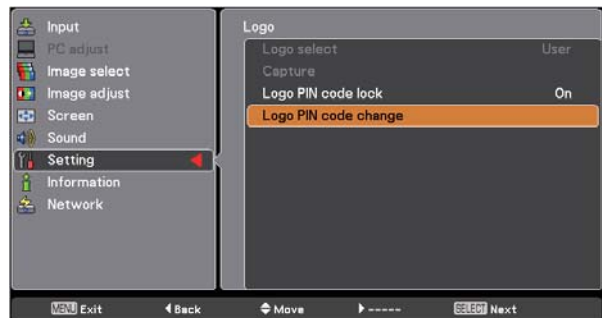 Input
PC adjust
Image select
Image adjust
Screen
Sound
Setting
Information
Network
Logo
Logo select User
Capture
Logo PIN code lock On
Logo PIN code change
MENU Exit Back Move ----- SELECT Next